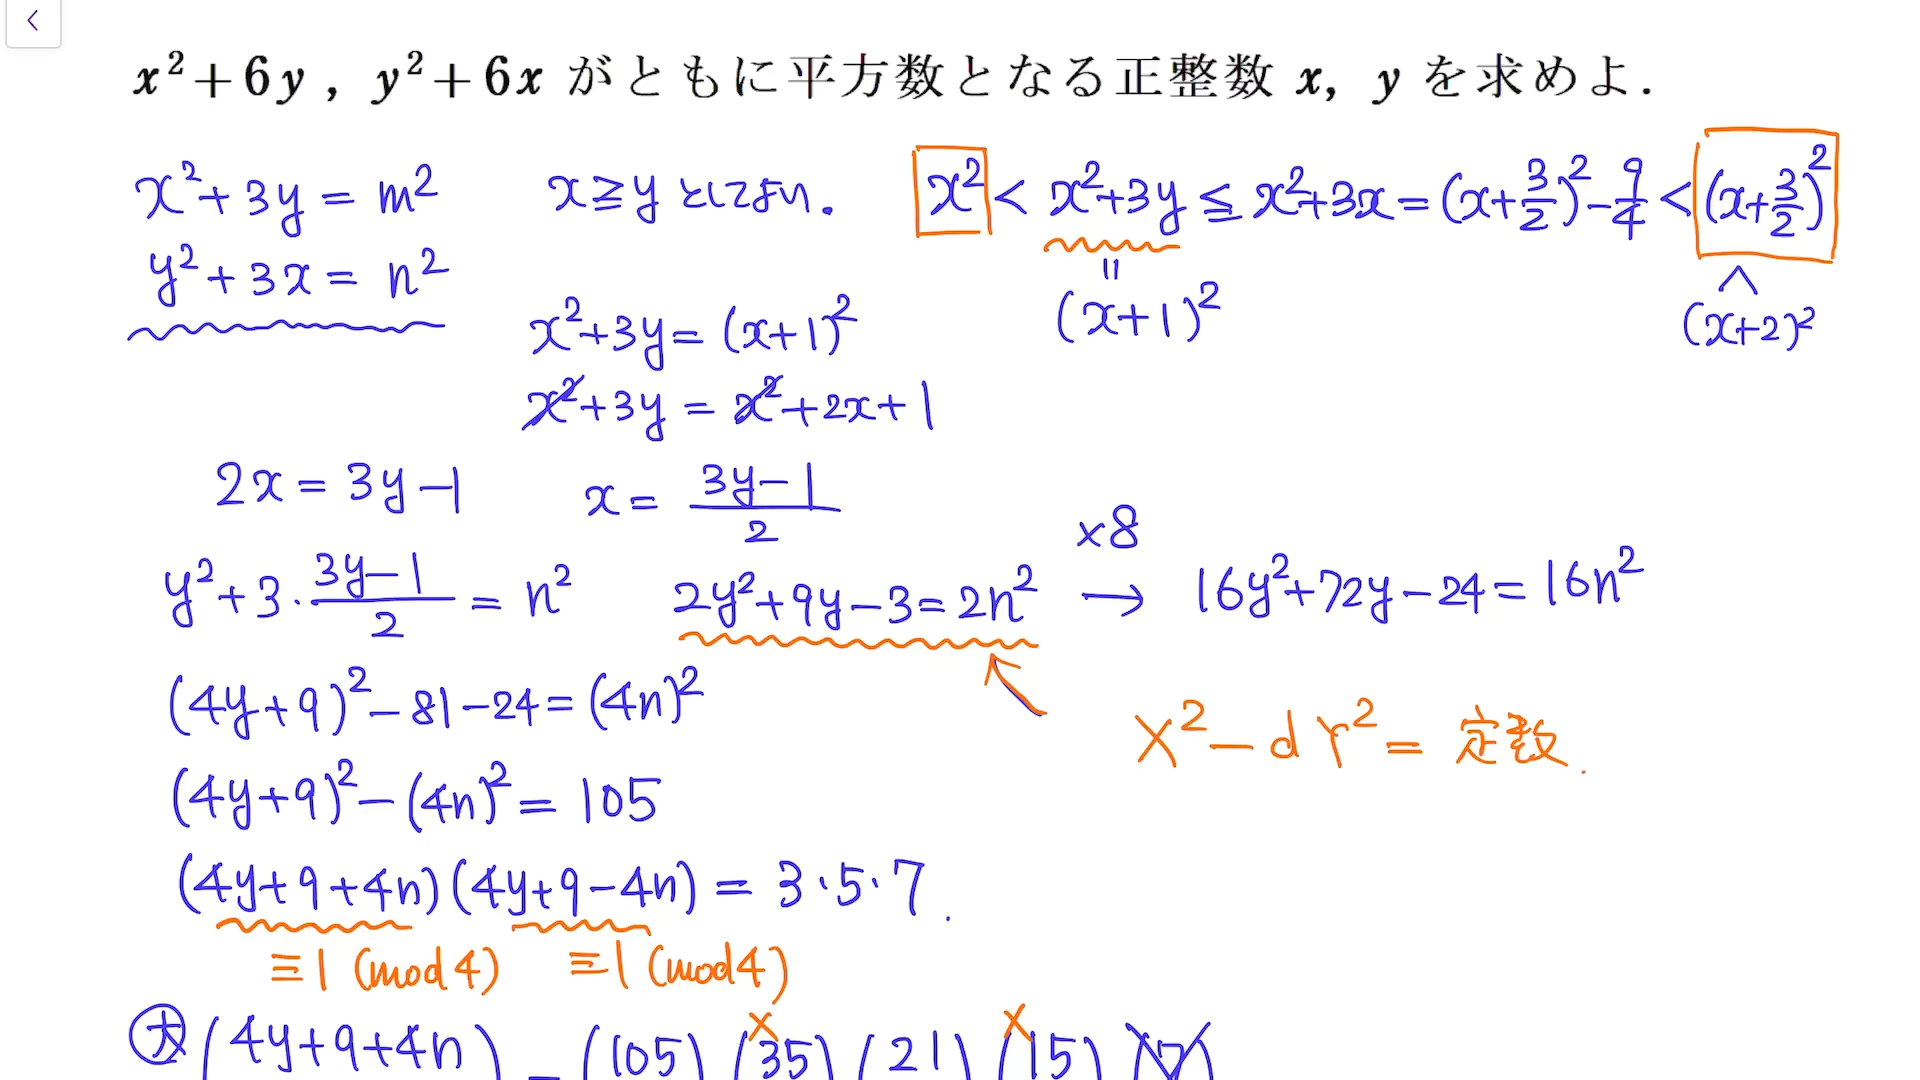 x²+6y , y²+6x がともに平方数となる正整数 x, y を求めよ.
x²+3y = m²
y²+3x = n²
x≧y としてよい.
x² < x²+3y ≦ x²+3x = (x+3/2)²−9/4 < (x+3/2)²
॥
(x+1)²
^
(x+2)²
x²+3y = (x+1)²
x²+3y = x²+2x+1
2x = 3y−1
x = (3y−1)/2
y²+3·(3y−1)/2 = n²
2y²+9y−3=2n²
×8
→
16y²+72y−24 = 16n²
(4y+9)²−81−24=(4n)²
X²−dY² = 定数.
(4y+9)²−(4n)² = 105
(4y+9+4n)(4y+9−4n) = 3·5·7.
≡1 (mod4) ≡1 (mod4)
大 (4y+9+4n) = (105) (35) (21) (15)